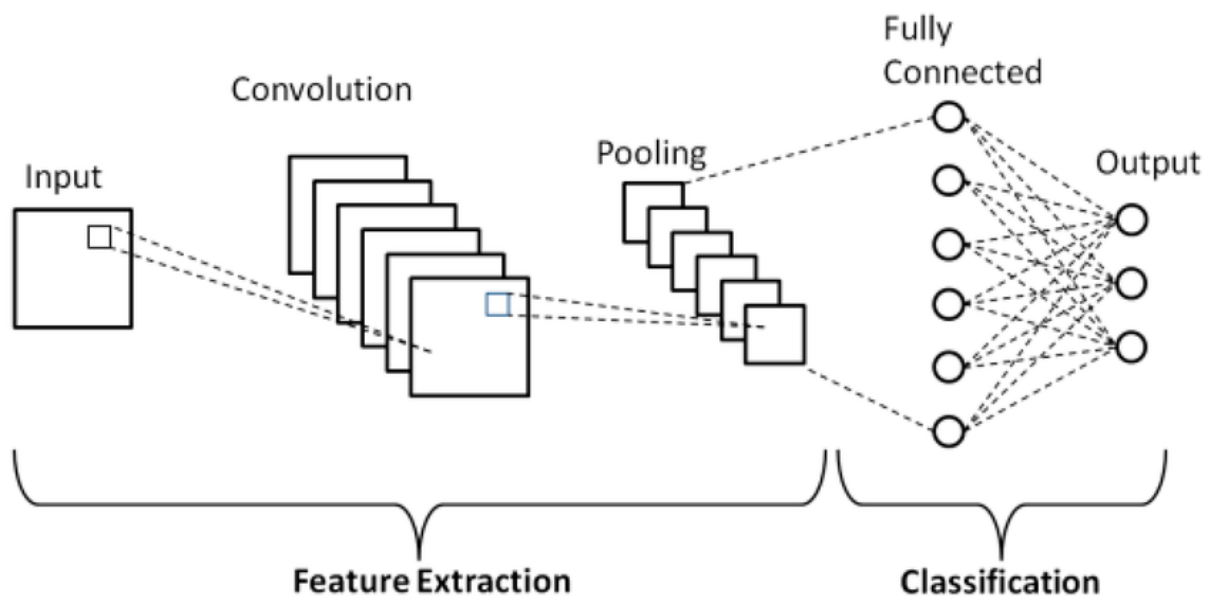 Input
Convolution
Pooling
Fully
Connected
Output
Feature Extraction
Classification